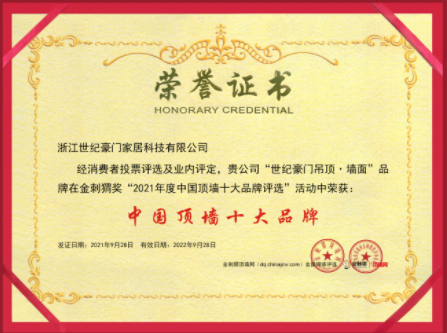 荣誉证书
HONORARY CREDENTIAL
浙江世纪豪门家居科技有限公司
经消费者投票评选及业内评定，贵公司“世纪豪门吊顶·墙面”品
牌在金刺猬奖“2021年度中国顶墙十大品牌评选”活动中荣获：
中国顶墙十大品牌
发证日期：2021年9月28日 有效日期：2022年9月28日